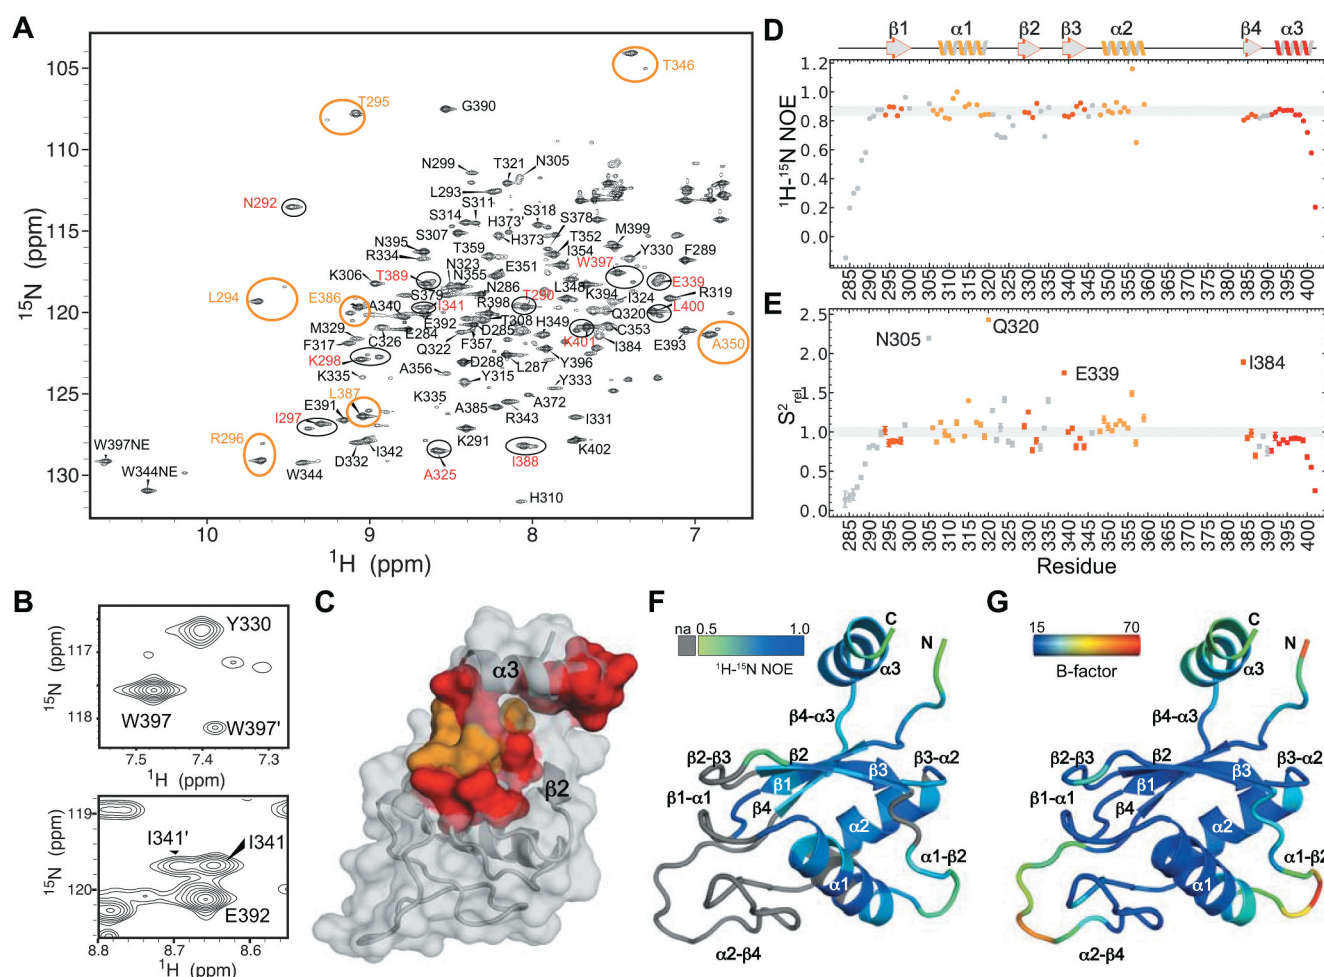 A
105
110
115
120
125
130
15N (ppm)
10
9
8
7
1H (ppm)
T346
T295
G390
N299
T321
N305
L293
N292
S311
S314
H373'
S318
S378
S307
H373
T352
M399
N395
T359
I354
Y330
F289
R334
N323
E351
W397
K306
T389
N355
L348
E339
N286
K394
I324
R319
L294
E386
S379
I341
R398
T290
L400
A340
Q320
M329
E392
T308
H349
C353
F317
C326
E284
D285
K401
I384
E393
A350
Q322
F357
K298
D288
L287
Y396
K335
A356
Y315
Y333
L387
K335
A372
E391
A385
R343
I331
I297
R296
I342
K291
K402
W397NE
D332
W344
A325
I388
W344NE
H310
B
15N (ppm)
117
118
Y330
W397
W397'
7.5
7.4
7.3
1H (ppm)
15N (ppm)
119
120
I341'
I341
E392
8.8
8.7
8.6
1H (ppm)
C
α3
β2
D
β1
α1
β2
β3
α2
β4
α3
1H-15N NOE
1.2
1.0
0.8
0.6
0.4
0.2
0.0
E
S2rel
2.5
2.0
1.5
1.0
0.5
0.0
N305
Q320
E339
I384
285
290
295
300
305
310
315
320
325
330
335
340
345
350
355
360
365
370
375
380
385
390
395
400
Residue
F
na
0.5
1.0
1H-15N NOE
C
N
α3
β4-α3
β2-β3
β2
β3
β3-α2
β1
β1-α1
β4
α2
α1-β2
α1
α2-β4
G
15
70
B-factor
C
N
α3
β4-α3
β2-β3
β2
β3
β3-α2
β1
β1-α1
β4
α2
α1-β2
α1
α2-β4